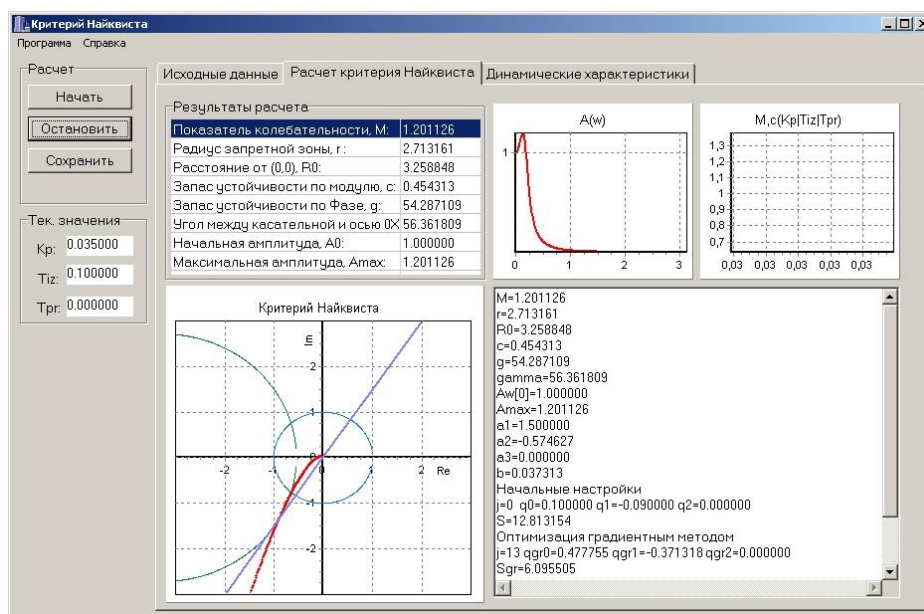 Критерий Найквиста
Программа Справка
Расчет
Начать
Остановить
Сохранить
Тек. значения
Kp: 0.035000
Tiz: 0.100000
Tpr: 0.000000
Исходные данные Расчет критерия Найквиста Динамические характеристики
Результаты расчета
Показатель колебательности, M: 1.201126
Радиус запретной зоны, r: 2.713161
Расстояние от (0,0), R0: 3.258848
Запас устойчивости по модулю, c: 0.454313
Запас устойчивости по Фазе, g: 54.287109
Угол между касательной и осью 0X 56.361809
Начальная амплитуда, A0: 1.000000
Максимальная амплитуда, Amax: 1.201126
A(w)
1
0 1 2 3
M,c(Kp|Tiz|Tpr)
1,3
1,2
1,1
1
0,9
0,8
0,7
0,03 0,03 0,03 0,03 0,03
Критерий Найквиста
Im
2
1
0
-2 -1 0 1 2 Re
-1
-2
M=1.201126
r=2.713161
R0=3.258848
c=0.454313
g=54.287109
gamma=56.361809
Aw[0]=1.000000
Amax=1.201126
a1=1.500000
a2=-0.574627
a3=0.000000
b=0.037313
Начальные настройки
j=0 q0=0.100000 q1=-0.090000 q2=0.000000
S=12.813154
Оптимизация градиентным методом
j=13 qgr0=0.477755 qgr1=-0.371318 qgr2=0.000000
Sgr=6.095505